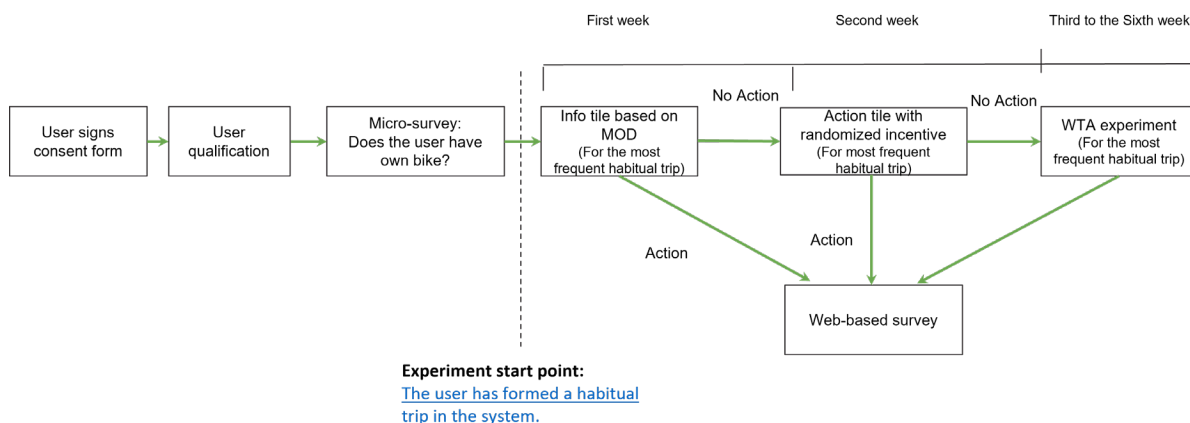 First week
Second week
Third to the Sixth week
User signs
consent form
User
qualification
Micro-survey:
Does the user have
own bike?
Info tile based on
MOD
(For the most
frequent habitual trip)
No Action
Action tile with
randomized incentive
(For most frequent
habitual trip)
No Action
WTA experiment
(For the most
frequent habitual trip)
Action
Action
Web-based survey
Experiment start point:
The user has formed a habitual
trip in the system.